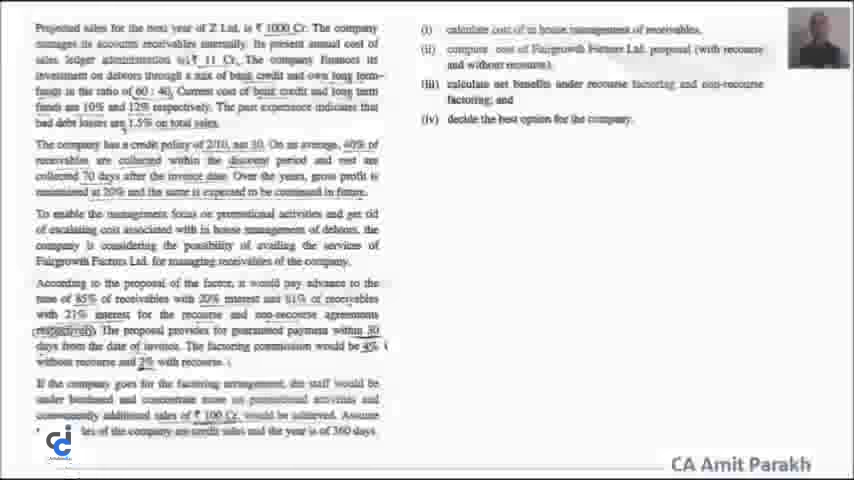 Projected sales for the next year of Z Ltd. is ₹ 1000 Cr. The company
manages its accounts receivables internally. Its present annual cost of
sales ledger administration is ₹ 11 Cr. The company finances its
investment on debtors through a mix of bank credit and own long term
funds in the ratio of 60 : 40. Current cost of bank credit and long term
funds are 10% and 12% respectively. The past experience indicates that
bad debt losses are 1.5% on total sales.
The company has a credit policy of 2/10, net 30. On an average, 40% of
receivables are collected within the discount period and rest are
collected 70 days after the invoice date. Over the years, gross profit is
maintained at 20% and the same is expected to be continued in future.
To enable the management focus on promotional activities and get rid
of escalating cost associated with in house management of debtors, the
company is considering the possibility of availing the services of
Fairgrowth Factors Ltd. for managing receivables of the company.
According to the proposal of the factor, it would pay advance to the
tune of 85% of receivables with 20% interest and 81% of receivables
with 21% interest for the recourse and non-recourse agreements
respectively. The proposal provides for guaranteed payment within 30
days from the date of invoice. The factoring commission would be 4%
without recourse and 2% with recourse.
If the company goes for the factoring arrangement, the staff would be
under burdened and concentrate more on promotional activities and
consequently additional sales of ₹ 100 Cr. would be achieved. Assume
les of the company are credit sales and the year is of 360 days.
(i) calculate cost of in house management of receivables,
(ii) compute cost of Fairgrowth Factors Ltd. proposal (with recourse
and without recourse),
(iii) calculate net benefits under recourse factoring and non-recourse
factoring; and
(iv) decide the best option for the company.
CA Amit Parakh